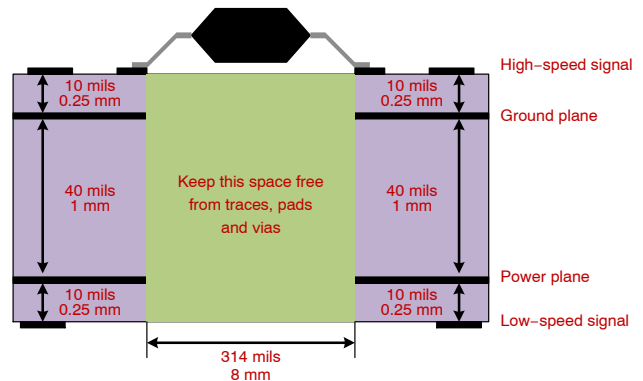 High−speed signal
10 mils
0.25 mm
10 mils
0.25 mm
Ground plane
40 mils
1 mm
Keep this space free
from traces, pads
and vias
40 mils
1 mm
Power plane
10 mils
0.25 mm
10 mils
0.25 mm
Low−speed signal
314 mils
8 mm